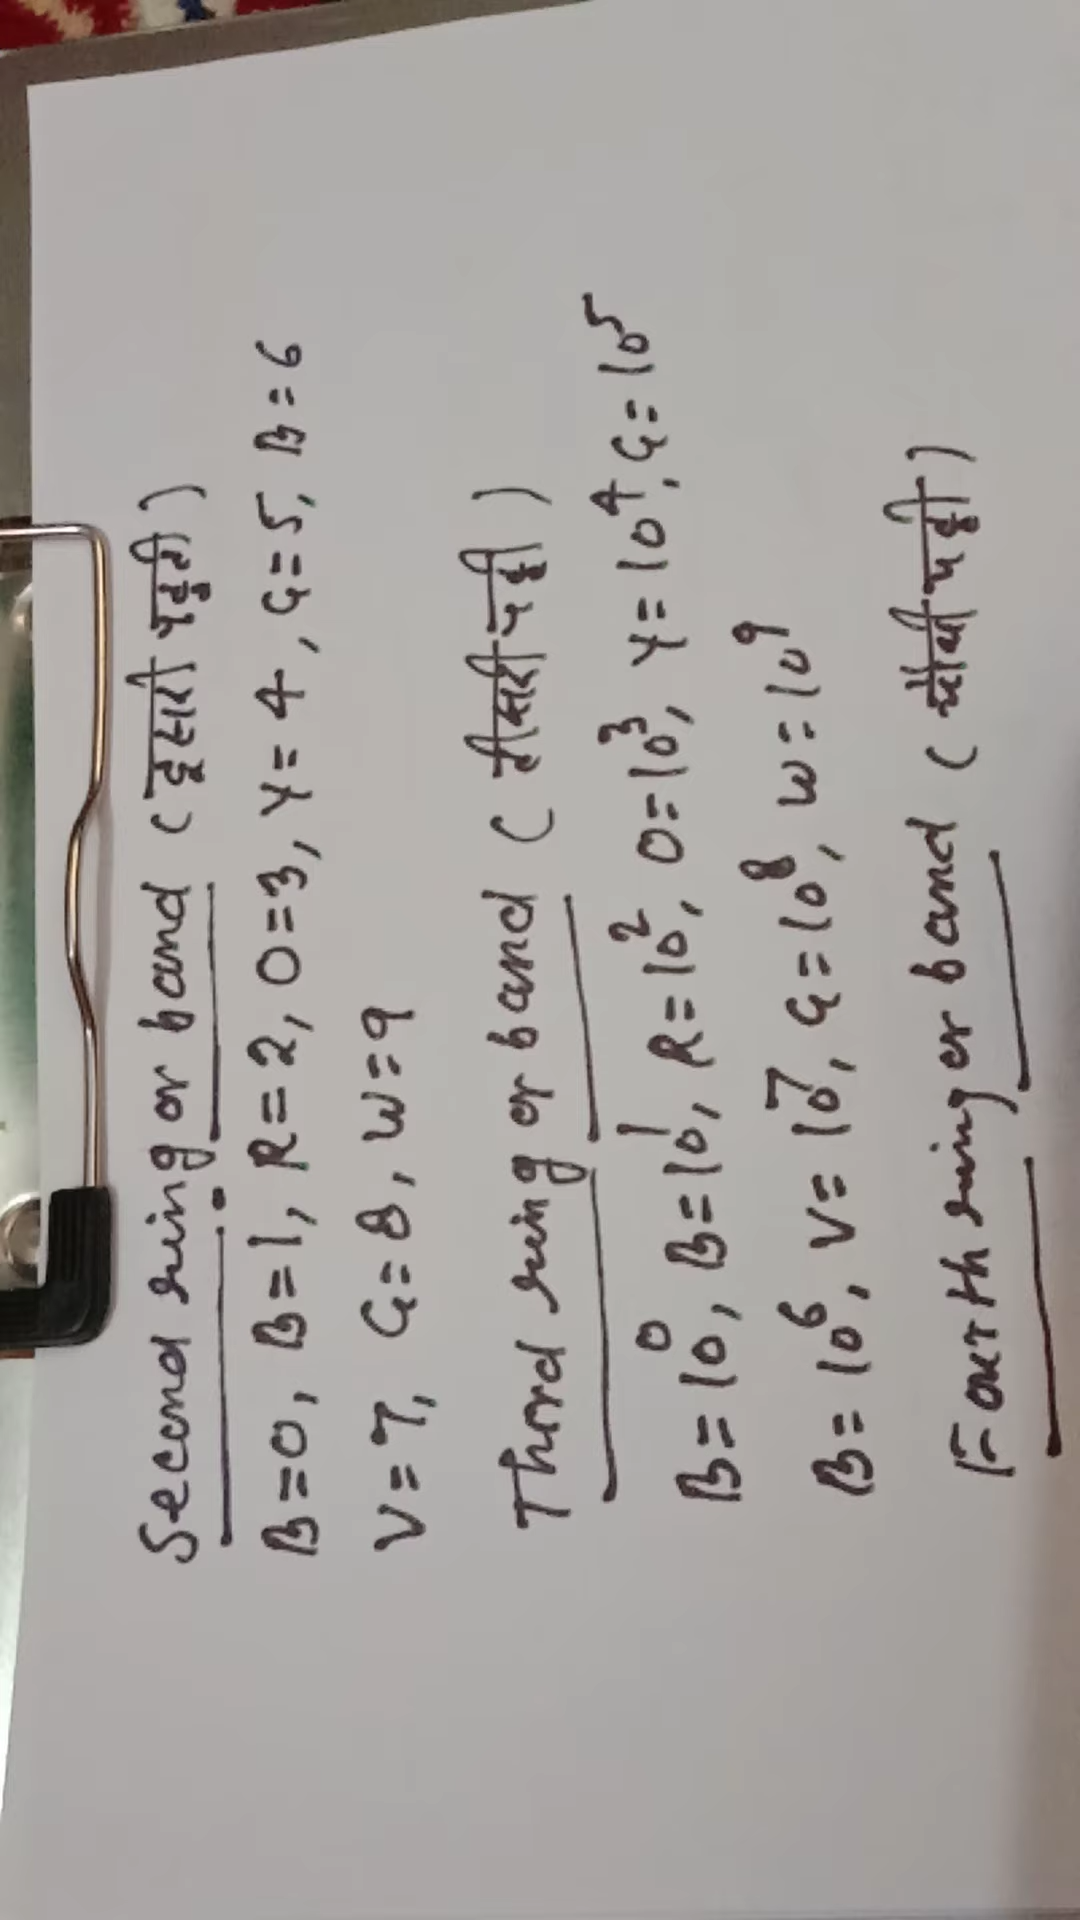 Second ring or band (दूसरी पट्टी)
B=0, B=1, R=2, O=3, Y=4, G=5, B=6
V=7, G=8, W=9
Third ring or band (तीसरी पट्टी)
B=10⁰, B=10¹, R=10², O=10³, Y=10⁴, G=10⁵
B=10⁶, V=10⁷, G=10⁸, W=10⁹
Fourth ring or band (चौथी पट्टी)